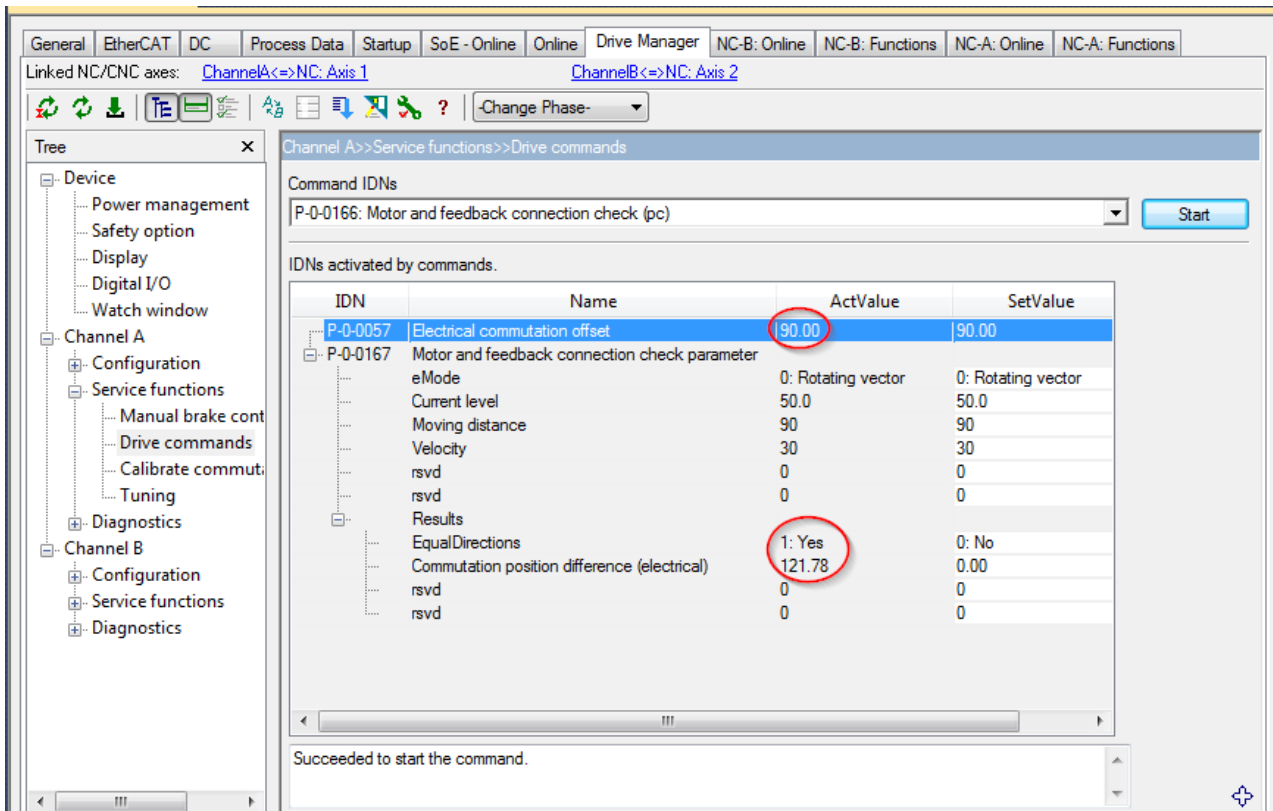 General EtherCAT DC Process Data Startup SoE - Online Online Drive Manager NC-B: Online NC-B: Functions NC-A: Online NC-A: Functions
Linked NC/CNC axes: ChannelA<=>NC: Axis 1 ChannelB<=>NC: Axis 2
? -Change Phase-
Tree x
Channel A>>Service functions>>Drive commands
Device
Power management
Safety option
Display
Digital I/O
Watch window
Channel A
Configuration
Service functions
Manual brake cont
Drive commands
Calibrate commuta
Tuning
Diagnostics
Channel B
Configuration
Service functions
Diagnostics
Command IDNs
P-0-0166: Motor and feedback connection check (pc) Start
IDNs activated by commands.
IDN Name ActValue SetValue
P-0-0057 Electrical commutation offset 90.00 90.00
P-0-0167 Motor and feedback connection check parameter
eMode 0: Rotating vector 0: Rotating vector
Current level 50.0 50.0
Moving distance 90 90
Velocity 30 30
rsvd 0 0
rsvd 0 0
Results
EqualDirections 1: Yes 0: No
Commutation position difference (electrical) 121.78 0.00
rsvd 0 0
rsvd 0 0
Succeeded to start the command.